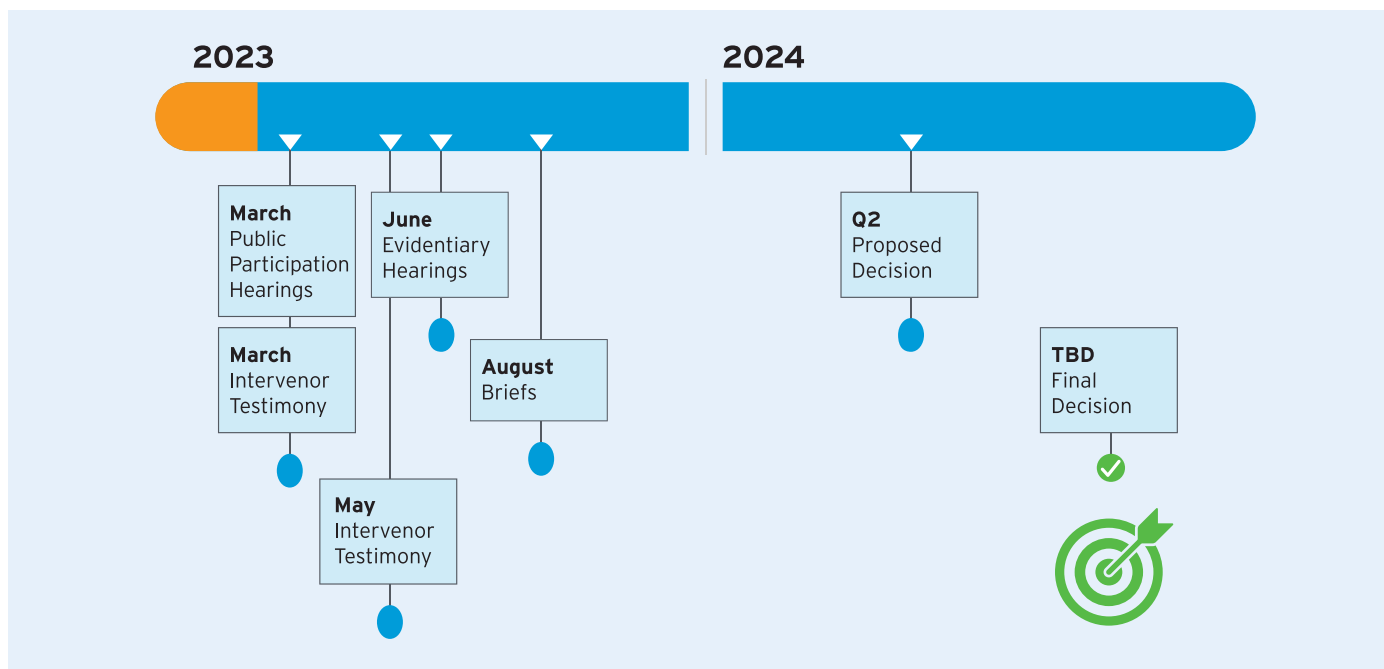 2023
2024
March
Public
Participation
Hearings
March
Intervenor
Testimony
May
Intervenor
Testimony
June
Evidentiary
Hearings
August
Briefs
Q2
Proposed
Decision
TBD
Final
Decision